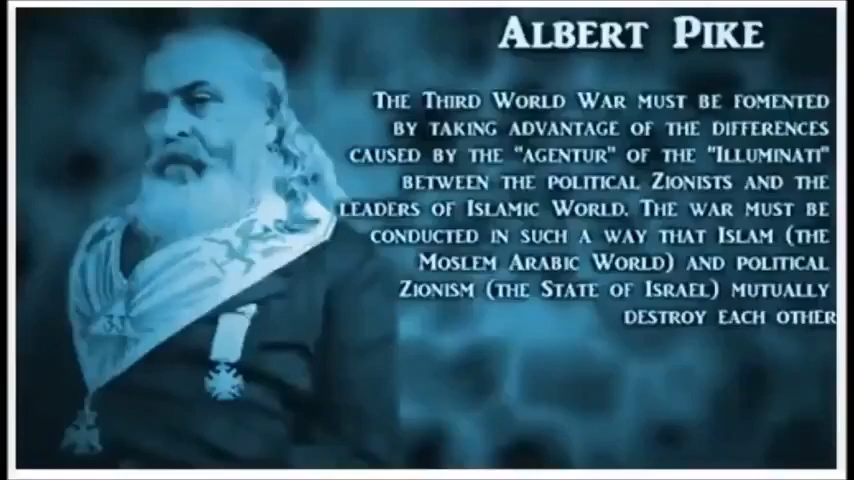 ALBERT PIKE
THE THIRD WORLD WAR MUST BE FOMENTED
BY TAKING ADVANTAGE OF THE DIFFERENCES
CAUSED BY THE "AGENTUR" OF THE "ILLUMINATI"
BETWEEN THE POLITICAL ZIONISTS AND THE
LEADERS OF ISLAMIC WORLD. THE WAR MUST BE
CONDUCTED IN SUCH A WAY THAT ISLAM (THE
MOSLEM ARABIC WORLD) AND POLITICAL
ZIONISM (THE STATE OF ISRAEL) MUTUALLY
DESTROY EACH OTHER
33